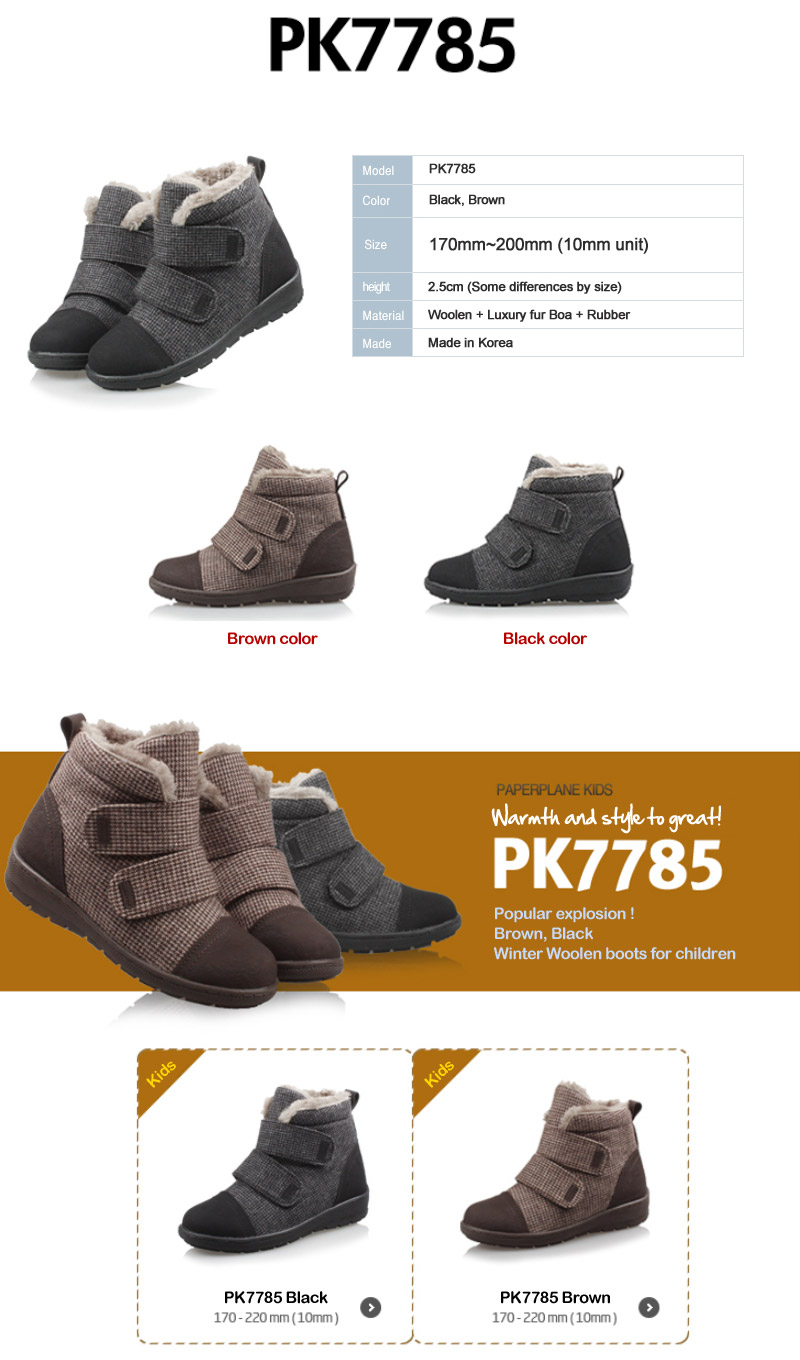 PK7785
Model PK7785
Color Black, Brown
Size 170mm~200mm (10mm unit)
height 2.5cm (Some differences by size)
Material Woolen + Luxury fur Boa + Rubber
Made Made in Korea
Brown color
Black color
PAPERPLANE KIDS
Warmth and style to great!
PK7785
Popular explosion !
Brown, Black
Winter Woolen boots for children
Kids
PK7785 Black
170 - 220 mm ( 10mm )
Kids
PK7785 Brown
170 - 220 mm ( 10mm )